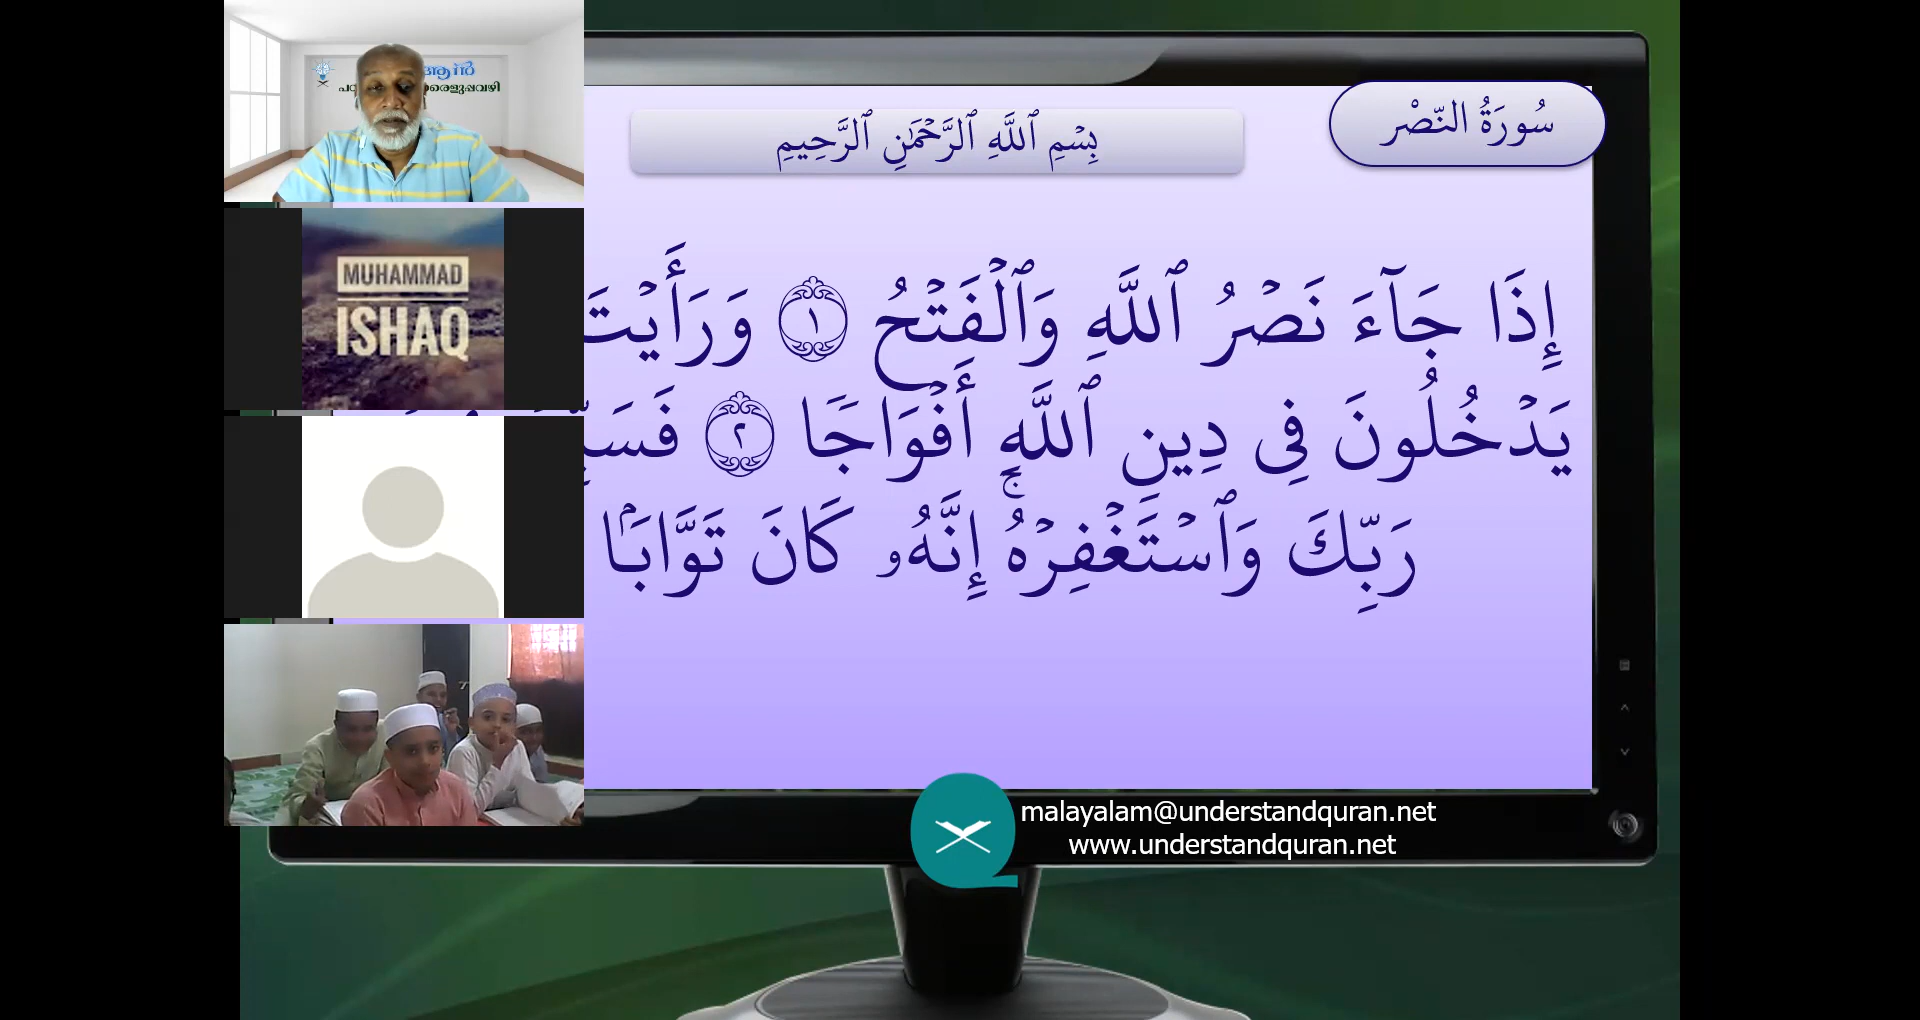 ആൻ
سُورَةُ النَّصْر
بِسْمِ ٱللَّهِ ٱلرَّحْمَٰنِ ٱلرَّحِيمِ
إِذَا جَآءَ نَصْرُ ٱللَّهِ وَٱلْفَتْحُ ١ وَرَأَيْتَ
يَدْخُلُونَ فِى دِينِ ٱللَّهِ أَفْوَاجًا ٢
رَبِّكَ وَٱسْتَغْفِرْهُ ۚ إِنَّهُۥ كَانَ تَوَّابَۢا
MUHAMMAD
ISHAQ
malayalam@understandquran.net
www.understandquran.net